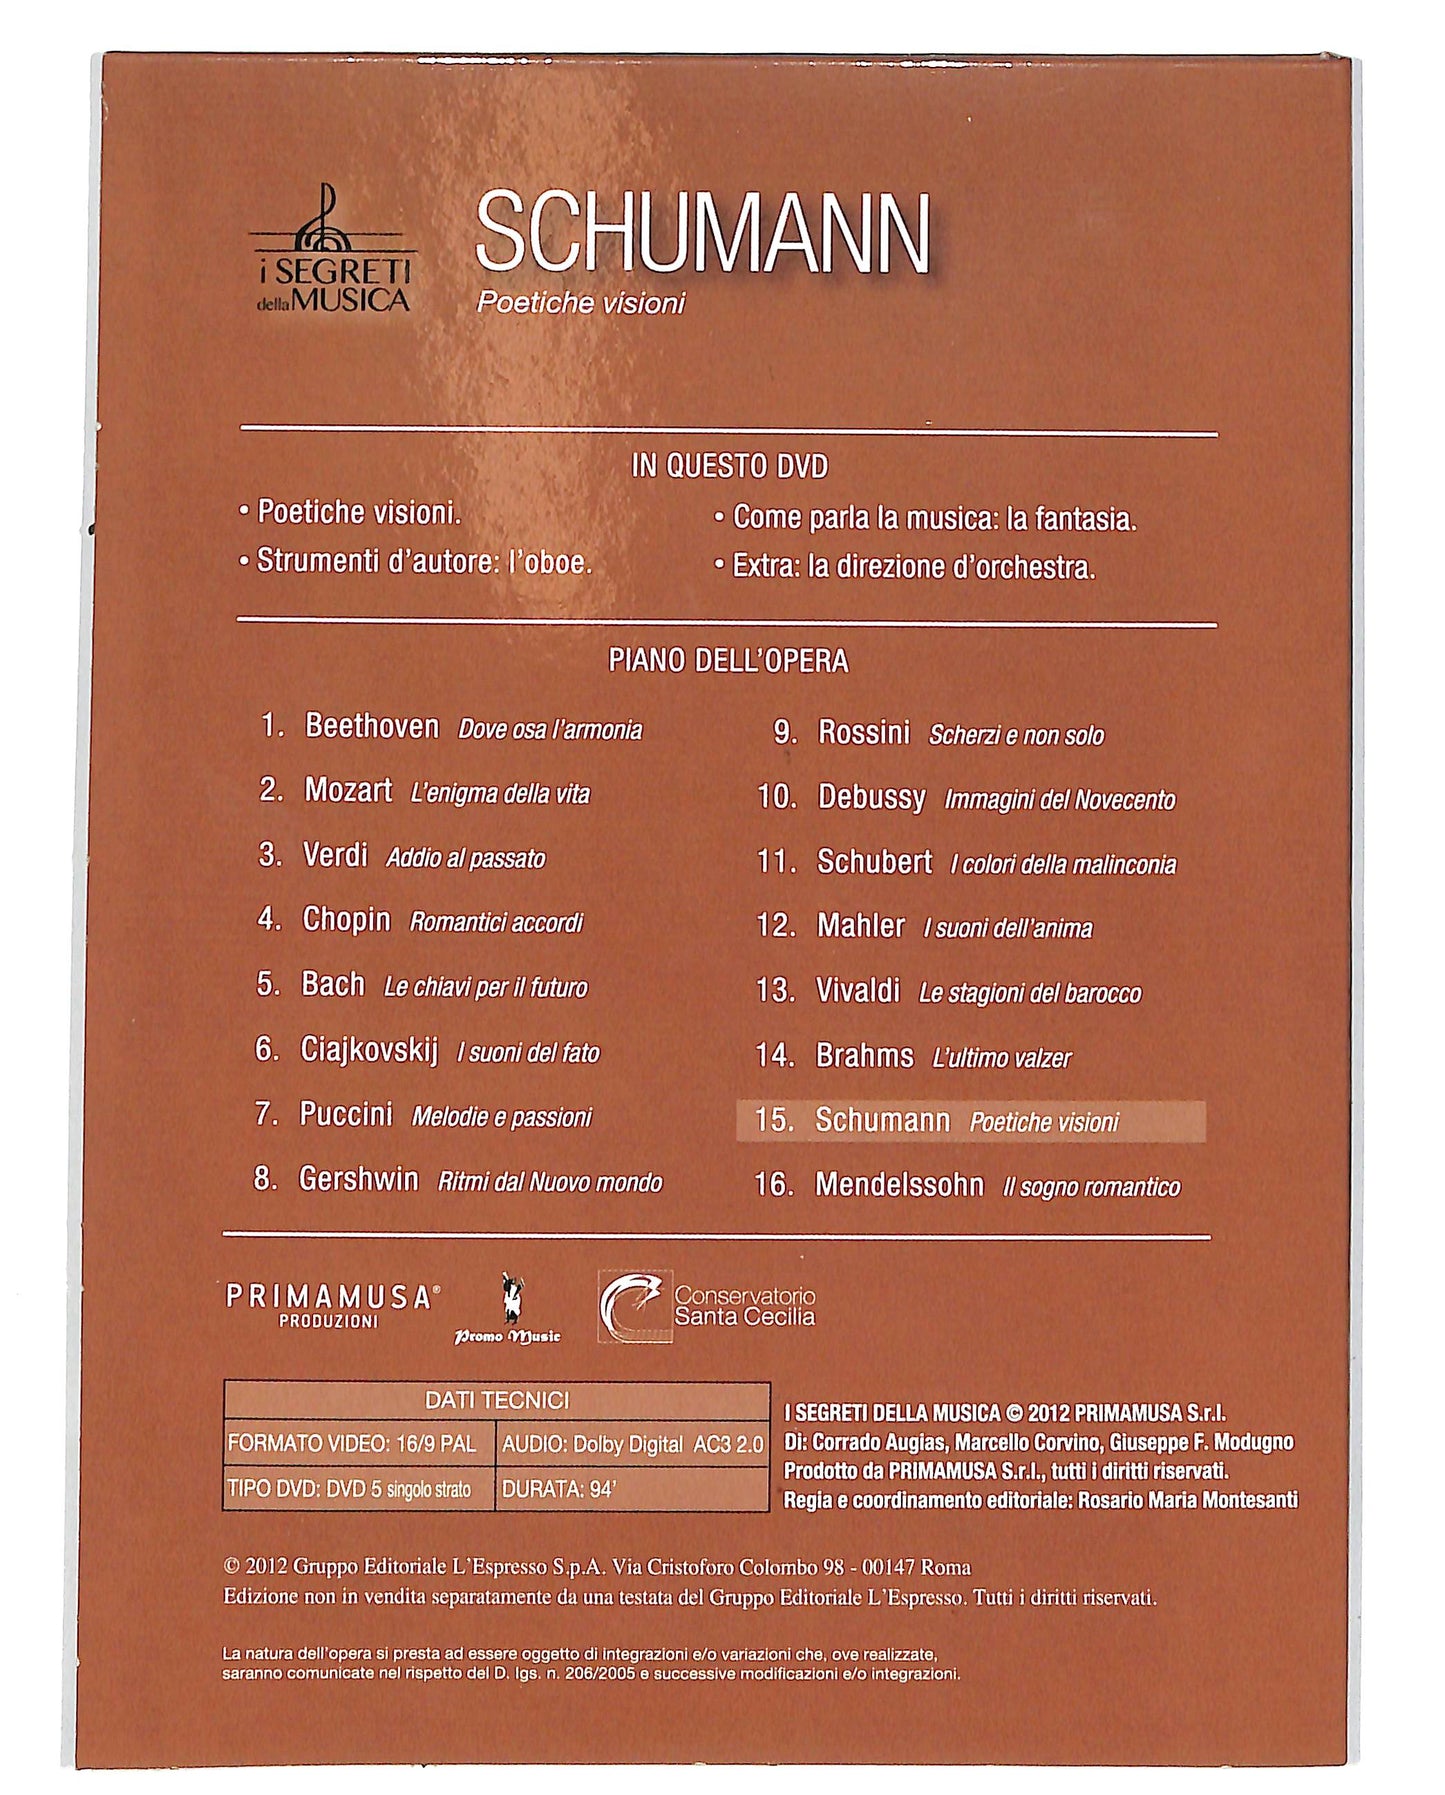 i SEGRETI
della MUSICA
SCHUMANN
Poetiche visioni
IN QUESTO DVD
• Poetiche visioni.
• Strumenti d'autore: l'oboe.
• Come parla la musica: la fantasia.
• Extra: la direzione d'orchestra.
PIANO DELL'OPERA
1. Beethoven Dove osa l'armonia
2. Mozart L'enigma della vita
3. Verdi Addio al passato
4. Chopin Romantici accordi
5. Bach Le chiavi per il futuro
6. Ciajkovskij I suoni del fato
7. Puccini Melodie e passioni
8. Gershwin Ritmi dal Nuovo mondo
9. Rossini Scherzi e non solo
10. Debussy Immagini del Novecento
11. Schubert I colori della malinconia
12. Mahler I suoni dell'anima
13. Vivaldi Le stagioni del barocco
14. Brahms L'ultimo valzer
15. Schumann Poetiche visioni
16. Mendelssohn Il sogno romantico
PRIMAMUSA®
PRODUZIONI
Promo Music
Conservatorio
Santa Cecilia
DATI TECNICI
FORMATO VIDEO: 16/9 PAL
AUDIO: Dolby Digital AC3 2.0
TIPO DVD: DVD 5 singolo strato
DURATA: 94'
I SEGRETI DELLA MUSICA © 2012 PRIMAMUSA S.r.l.
Di: Corrado Augias, Marcello Corvino, Giuseppe F. Modugno
Prodotto da PRIMAMUSA S.r.l., tutti i diritti riservati.
Regia e coordinamento editoriale: Rosario Maria Montesanti
© 2012 Gruppo Editoriale L'Espresso S.p.A. Via Cristoforo Colombo 98 - 00147 Roma
Edizione non in vendita separatamente da una testata del Gruppo Editoriale L'Espresso. Tutti i diritti riservati.
La natura dell'opera si presta ad essere oggetto di integrazioni e/o variazioni che, ove realizzate,
saranno comunicate nel rispetto del D. lgs. n. 206/2005 e successive modificazioni e/o integrazioni.